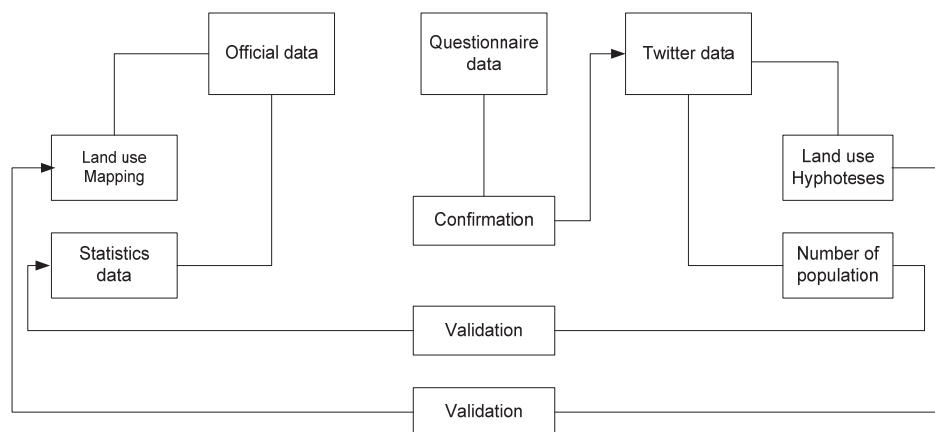 Official data
Questionnaire
data
Twitter data
Land use
Mapping
Land use
Hyphoteses
Confirmation
Statistics
data
Number of
population
Validation
Validation